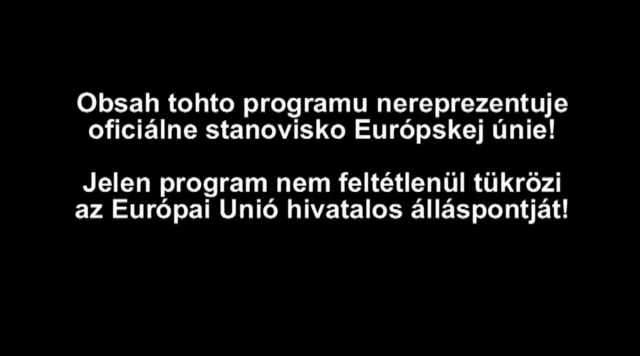 Obsah tohto programu nereprezentuje
oficiálne stanovisko Európskej únie!
Jelen program nem feltétlenül tükrözi
az Európai Unió hivatalos álláspontját!